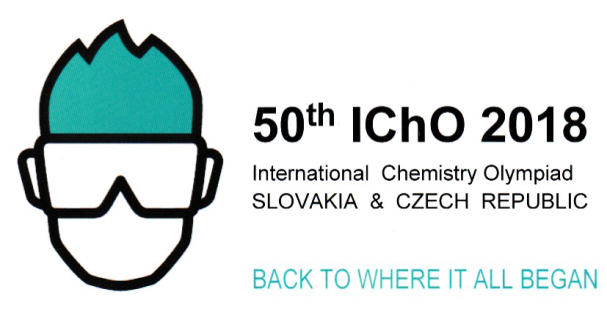 50th IChO 2018
International Chemistry Olympiad
SLOVAKIA & CZECH REPUBLIC
BACK TO WHERE IT ALL BEGAN